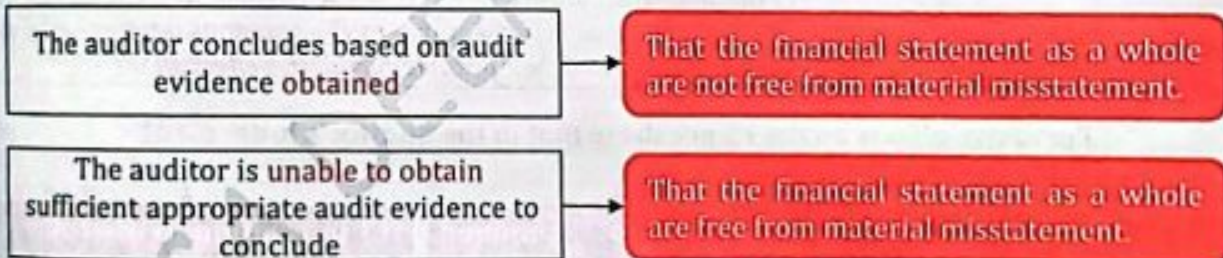 The auditor concludes based on audit
evidence obtained
That the financial statement as a whole
are not free from material misstatement.
The auditor is unable to obtain
sufficient appropriate audit evidence to
conclude
That the financial statement as a whole
are free from material misstatement.